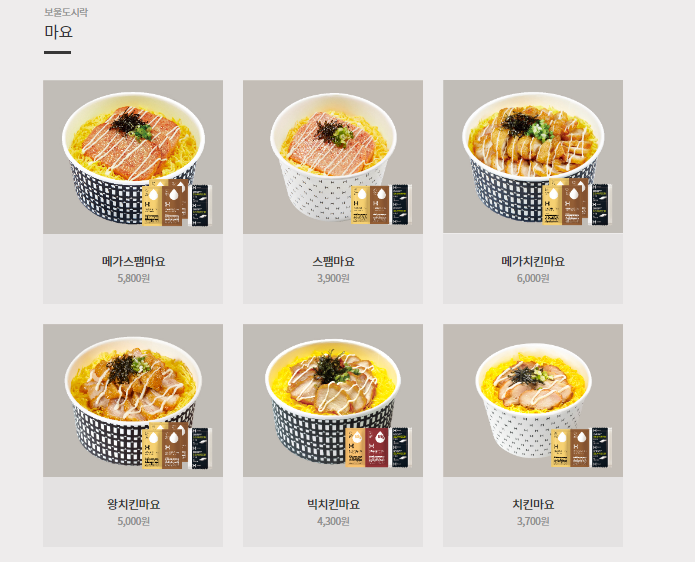 보울도시락
마요
메가스팸마요
5,800원
스팸마요
3,900원
메가치킨마요
6,000원
왕치킨마요
5,000원
빅치킨마요
4,300원
치킨마요
3,700원